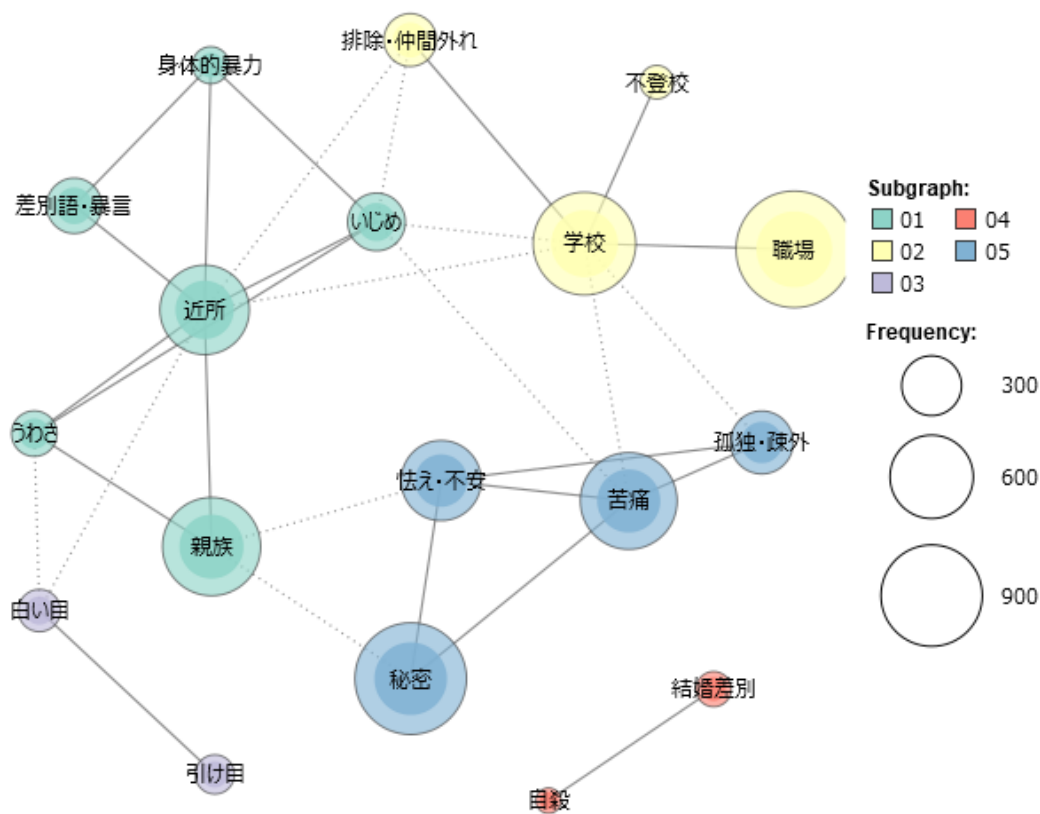 排除・仲間外れ
身体的暴力
不登校
差別語・暴言
いじめ
学校
職場
近所
うわさ
怯え・不安
孤独・疎外
苦痛
親族
白い目
秘密
結婚差別
引け目
自殺
Subgraph:
01 04
02 05
03
Frequency:
300
600
900